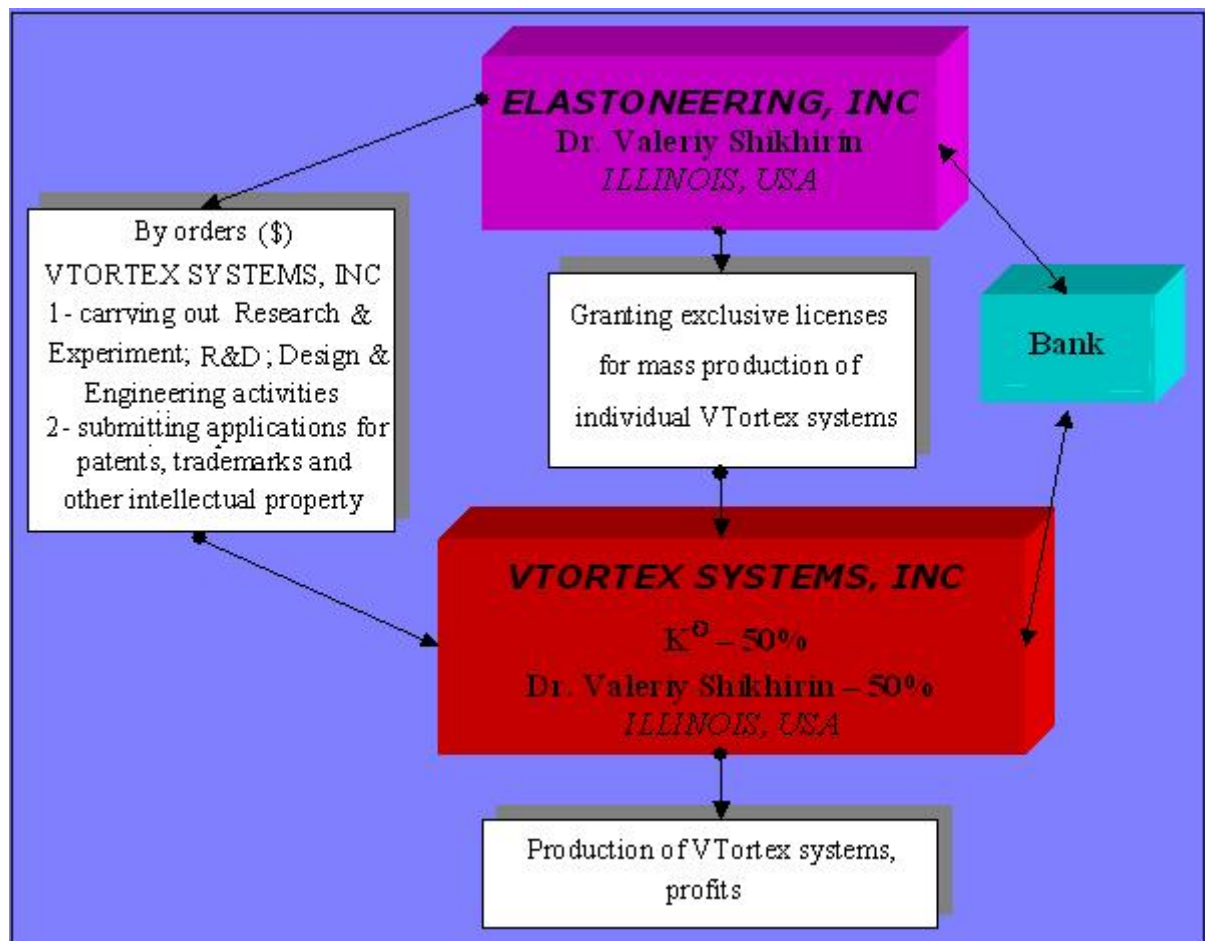 ELASTONEERING, INC
Dr. Valeriy Shikhirin
ILLINOIS, USA
By orders ($)
VTORTEX SYSTEMS, INC
1- carrying out Research &
Experiment; R&D; Design &
Engineering activities
2- submitting applications for
patents, trademarks and
other intellectual property
Granting exclusive licenses
for mass production of
individual VTortex systems
Bank
VTORTEX SYSTEMS, INC
– 50%
Dr. Valeriy Shikhirin – 50%
ILLINOIS, USA
Production of VTortex systems,
profits